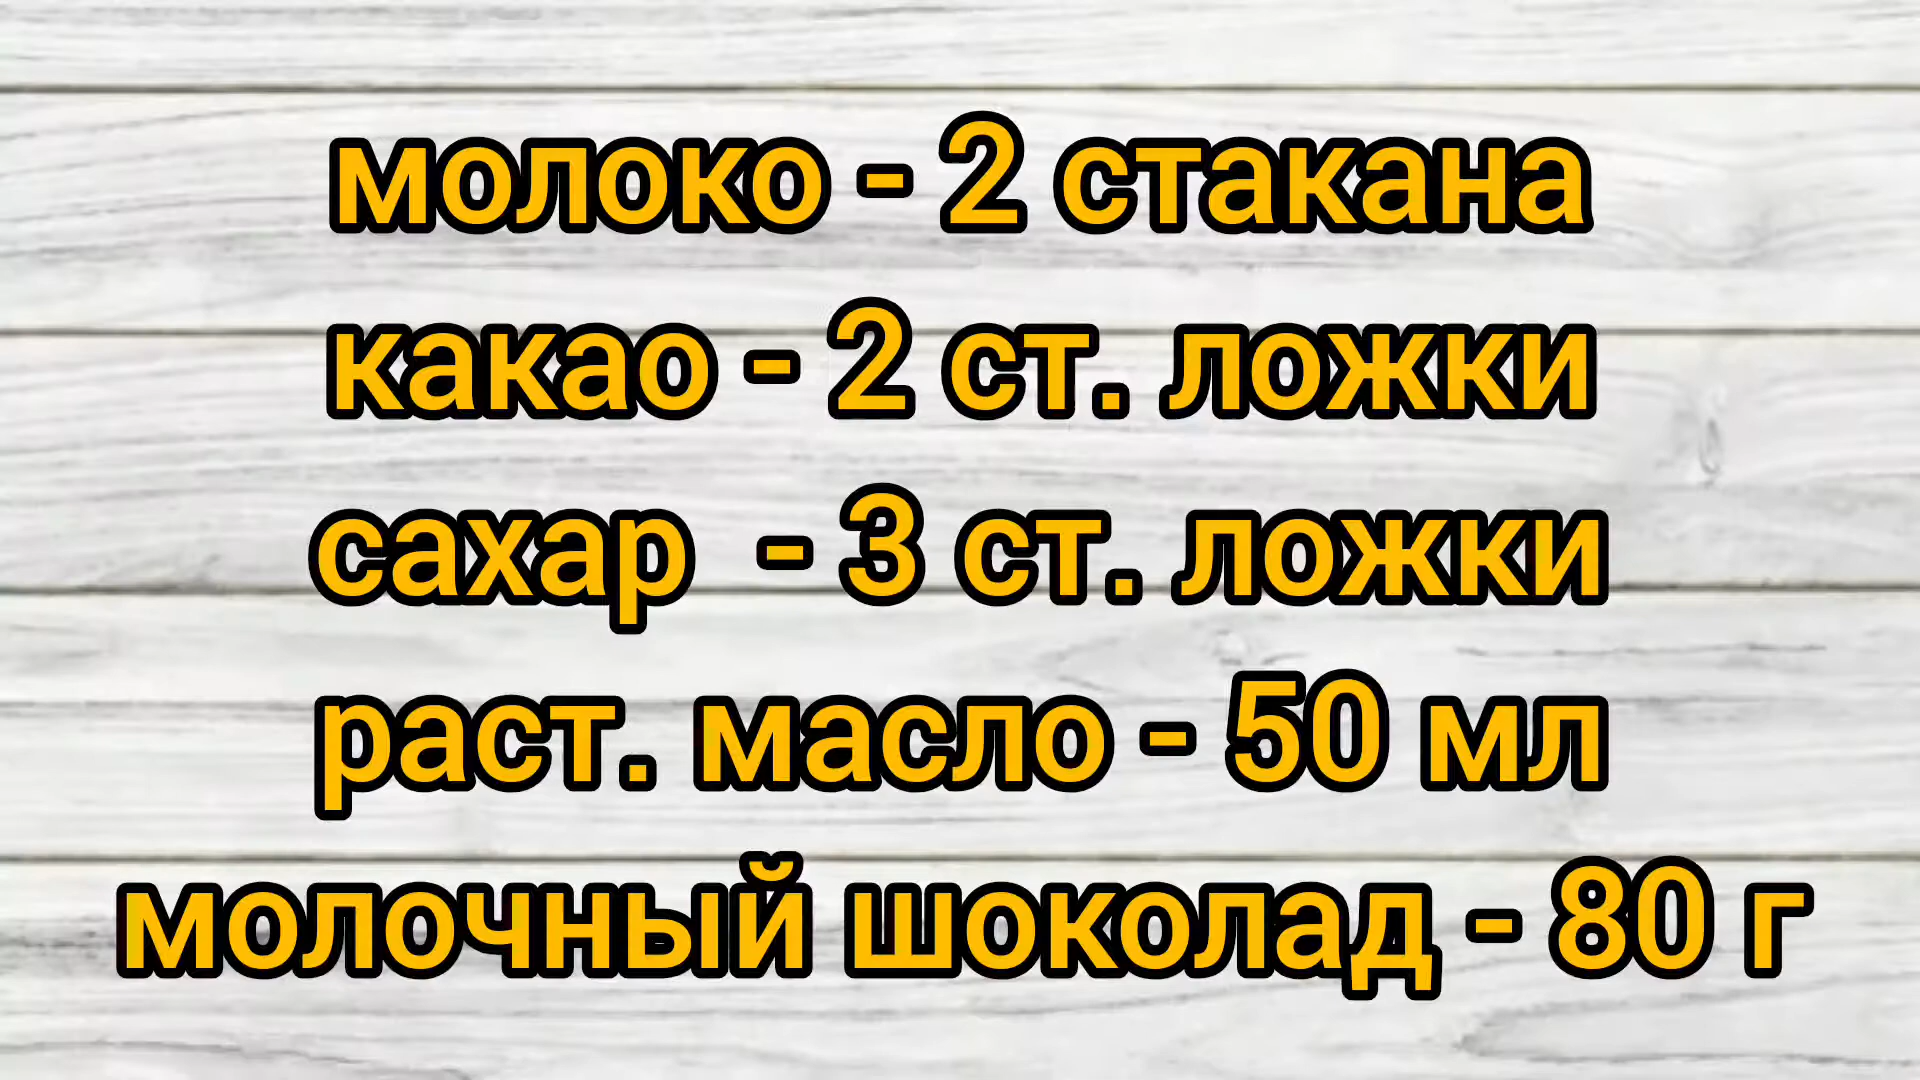 молоко - 2 стакана
какао - 2 ст. ложки
сахар  - 3 ст. ложки
раст. масло - 50 мл
молочный шоколад - 80 г